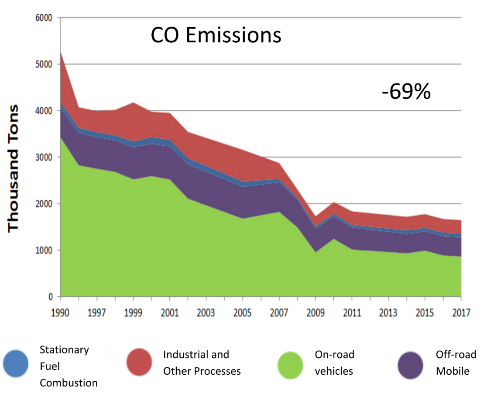 CO Emissions
-69%
Thousand Tons
6000
5000
4000
3000
2000
1000
0
1990 1997 1999 2001 2003 2005 2007 2009 2011 2013 2015 2017
Stationary
Fuel
Combustion
Industrial and
Other Processes
On-road
vehicles
Off-road
Mobile